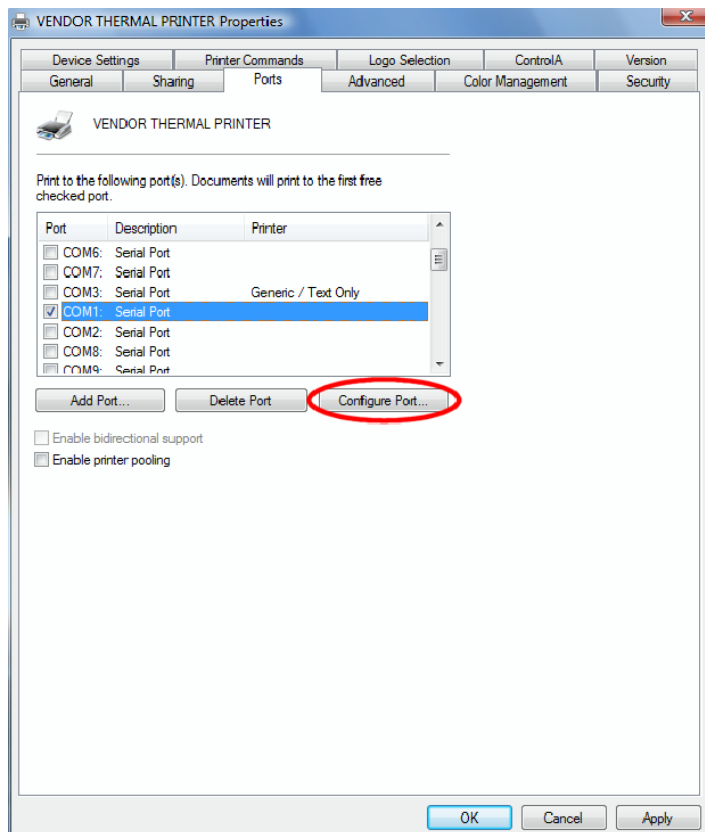 VENDOR THERMAL PRINTER Properties
Device Settings Printer Commands Logo Selection ControlA Version
General Sharing Ports Advanced Color Management Security
VENDOR THERMAL PRINTER
Print to the following port(s). Documents will print to the first free
checked port.
Port Description Printer
COM6: Serial Port
COM7: Serial Port
COM3: Serial Port Generic / Text Only
COM1: Serial Port
COM2: Serial Port
COM8: Serial Port
COM9: Serial Port
Add Port... Delete Port Configure Port...
Enable bidirectional support
Enable printer pooling
OK Cancel Apply